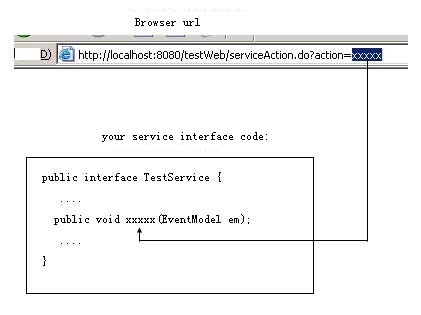 Browser url
D) http://localhost:8080/testWeb/serviceAction.do?action=xxxxx
your service interface code:
public interface TestService {
....
public void xxxxx(EventModel em);
....
}